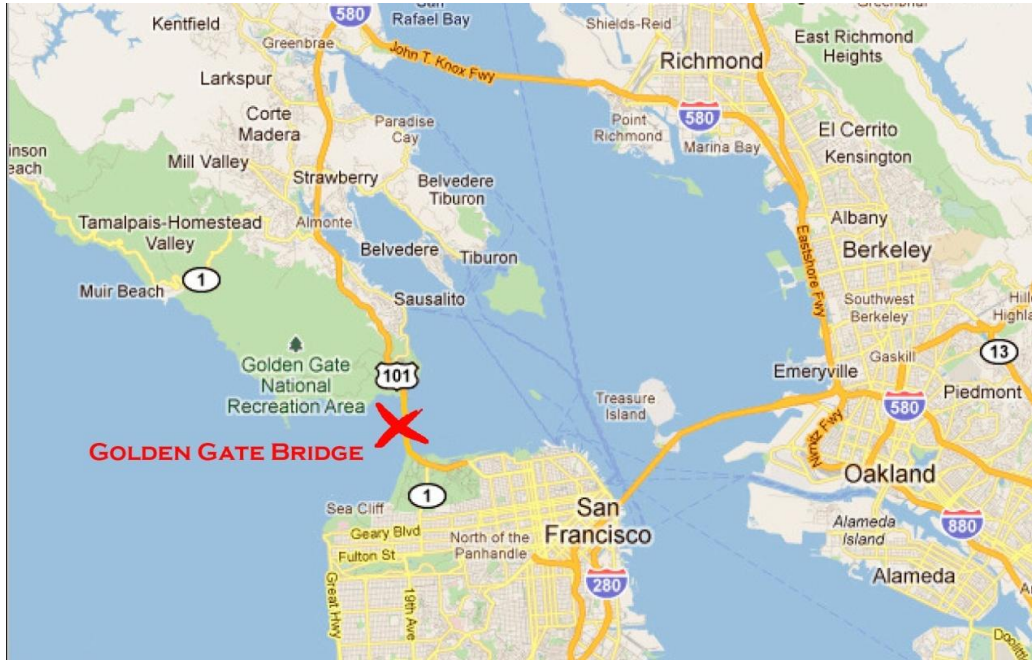 Kentfield
580
San
Rafael Bay
Greenbrae
John T. Knox Fwy
Shields-Reid
Richmond
East Richmond
Heights
Larkspur
Corte
Madera
Paradise
Cay
580
Point
Richmond
Marina Bay
El Cerrito
Kensington
Mill Valley
Strawberry
Belvedere
Tiburon
Tamalpais-Homestead
Valley
Almonte
Albany
Berkeley
Belvedere
Tiburon
Eastshore Fwy
1
Muir Beach
Sausalito
Southwest
Berkeley
Golden Gate
National
Recreation Area
101
Emeryville
Gaskill
13
Piedmont
Treasure
Island
580
GOLDEN GATE BRIDGE
Nimitz Fwy
Oakland
1
Sea Cliff
San
Francisco
Geary Blvd
Fulton St
North of the
Panhandle
Alameda
Island
880
Alameda
280
Great Hwy
19th Ave